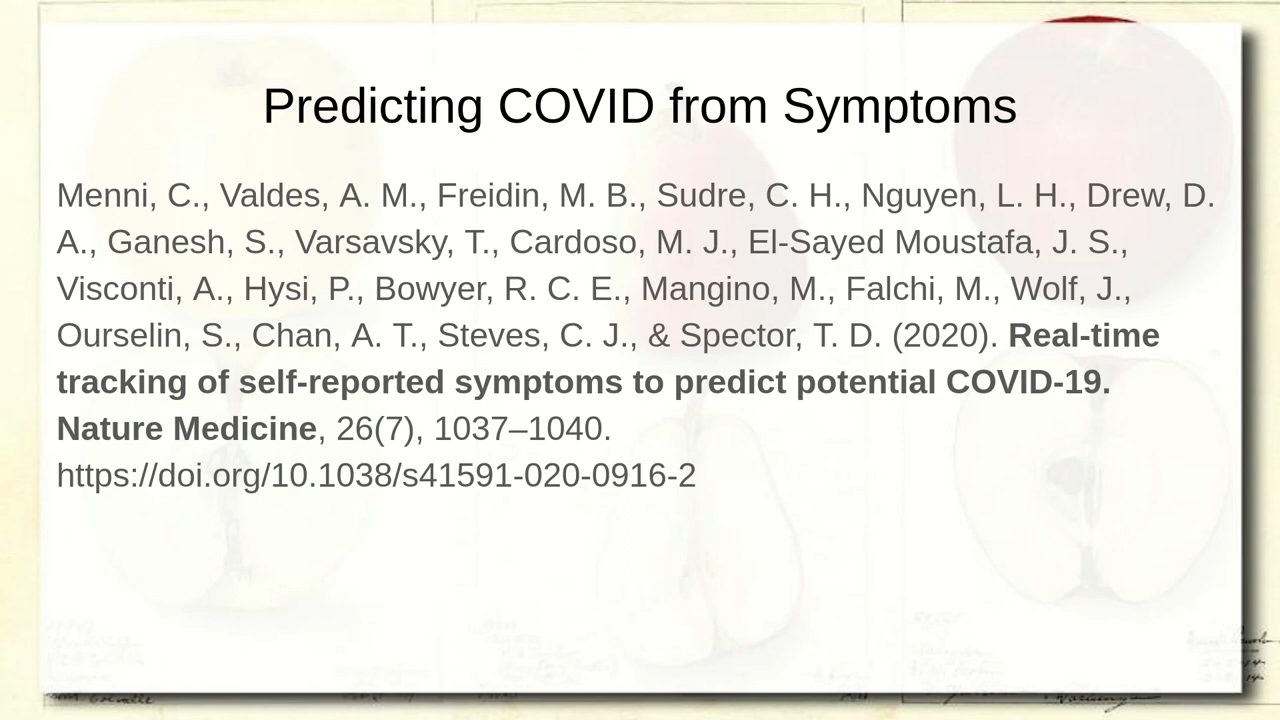 Predicting COVID from Symptoms
Menni, C., Valdes, A. M., Freidin, M. B., Sudre, C. H., Nguyen, L. H., Drew, D.
A., Ganesh, S., Varsavsky, T., Cardoso, M. J., El-Sayed Moustafa, J. S.,
Visconti, A., Hysi, P., Bowyer, R. C. E., Mangino, M., Falchi, M., Wolf, J.,
Ourselin, S., Chan, A. T., Steves, C. J., & Spector, T. D. (2020). Real-time
tracking of self-reported symptoms to predict potential COVID-19.
Nature Medicine, 26(7), 1037–1040.
https://doi.org/10.1038/s41591-020-0916-2